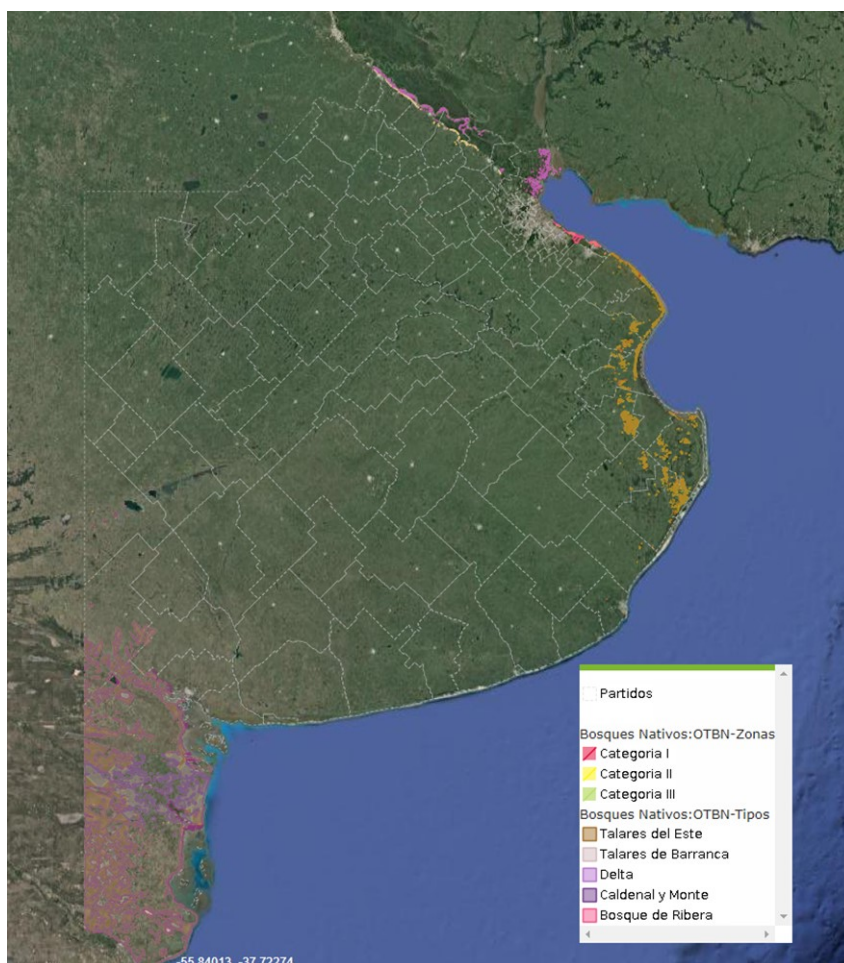 Partidos
Bosques Nativos:OTBN-Zonas
Categoria I
Categoria II
Categoria III
Bosques Nativos:OTBN-Tipos
Talares del Este
Talares de Barranca
Delta
Caldenal y Monte
Bosque de Ribera
-55.84013, -37.72274